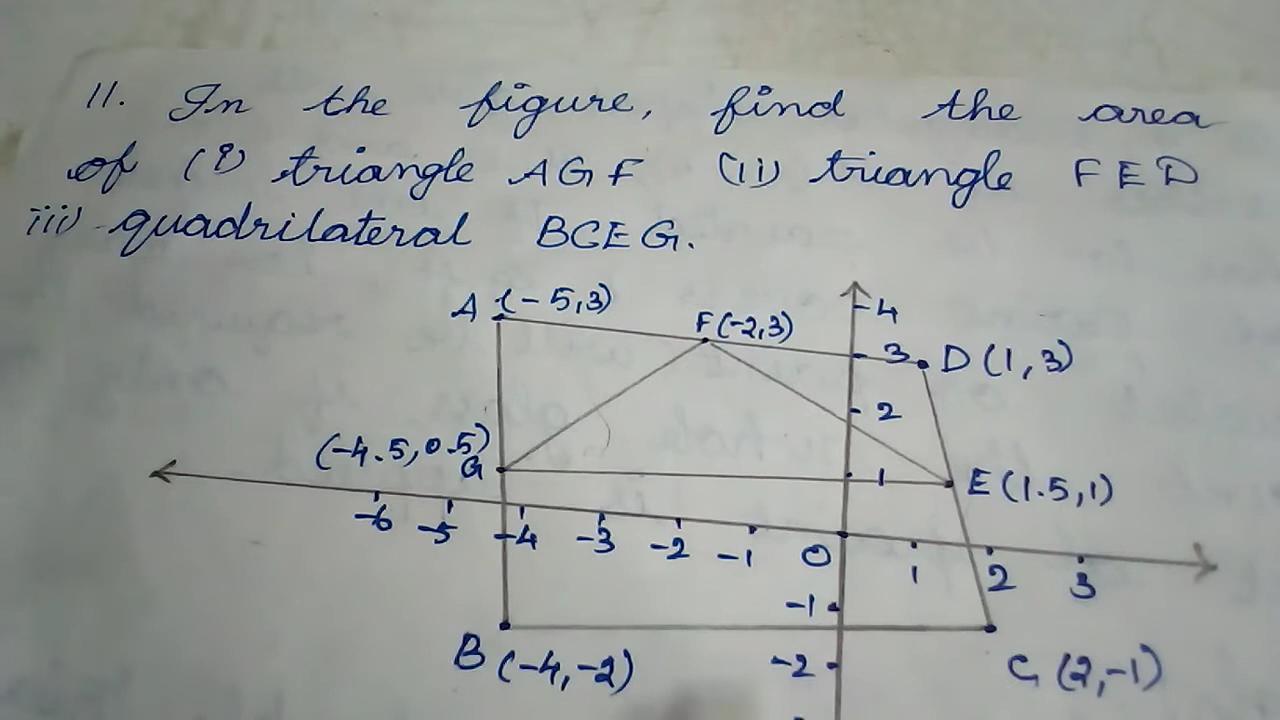 11. In the figure, find the area
of (i) triangle AGF (ii) triangle FED
iii) quadrilateral BCEG.
A (-5,3)
F(-2,3)
4
3
D(1,3)
2
(-4.5,0.5)
G
1
E(1.5,1)
-6 -5 -4 -3 -2 -1 0 1 2 3
-1
B (-4,-2)
-2
C (2,-1)